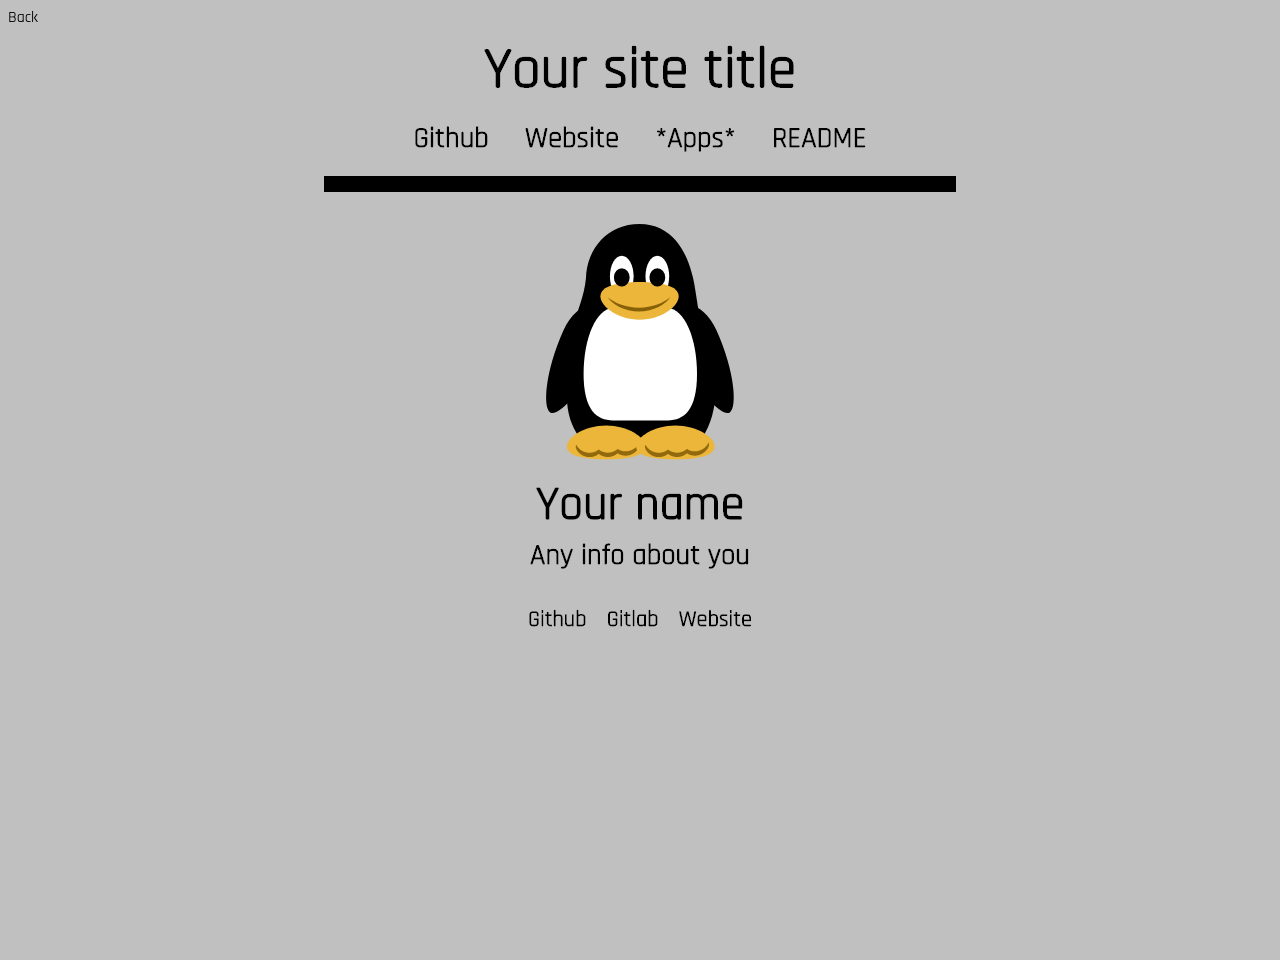 Back
Your site title
Github Website *Apps* README
Your name
Any info about you
Github Gitlab Website